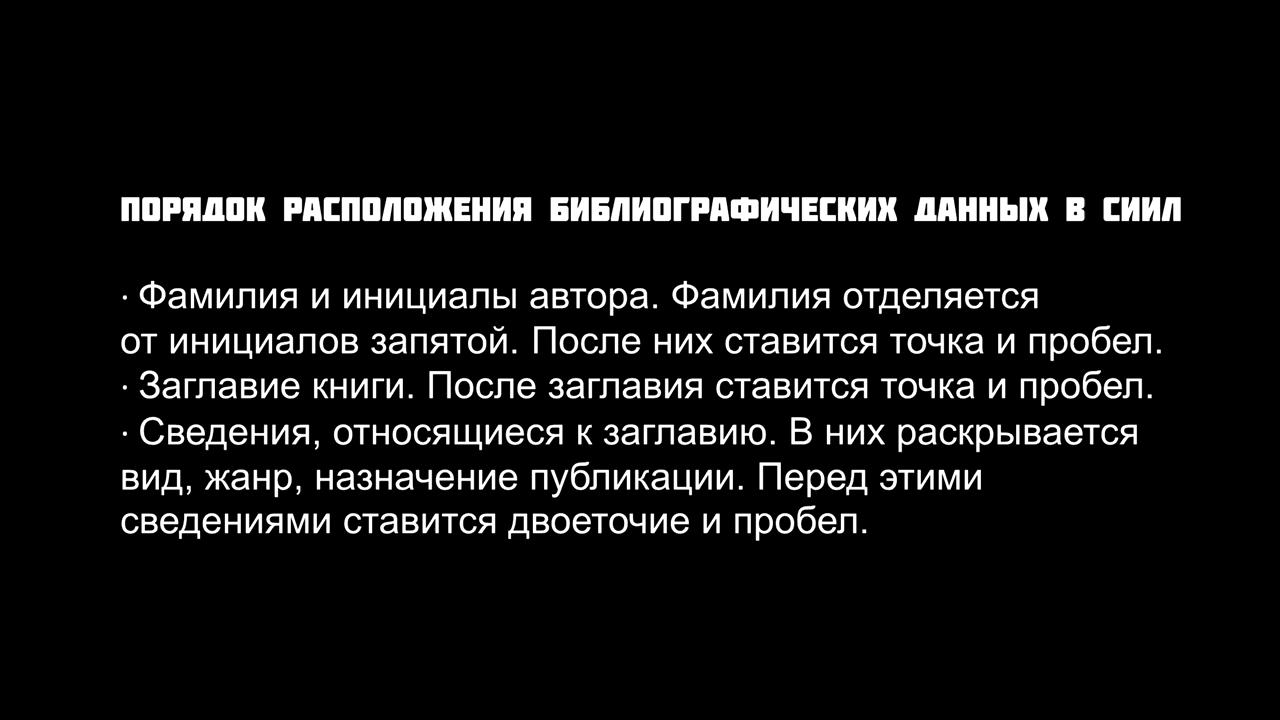 ПОРЯДОК РАСПОЛОЖЕНИЯ БИБЛИОГРАФИЧЕСКИХ ДАННЫХ В СИИЛ
· Фамилия и инициалы автора. Фамилия отделяется
от инициалов запятой. После них ставится точка и пробел.
· Заглавие книги. После заглавия ставится точка и пробел.
· Сведения, относящиеся к заглавию. В них раскрывается
вид, жанр, назначение публикации. Перед этими
сведениями ставится двоеточие и пробел.